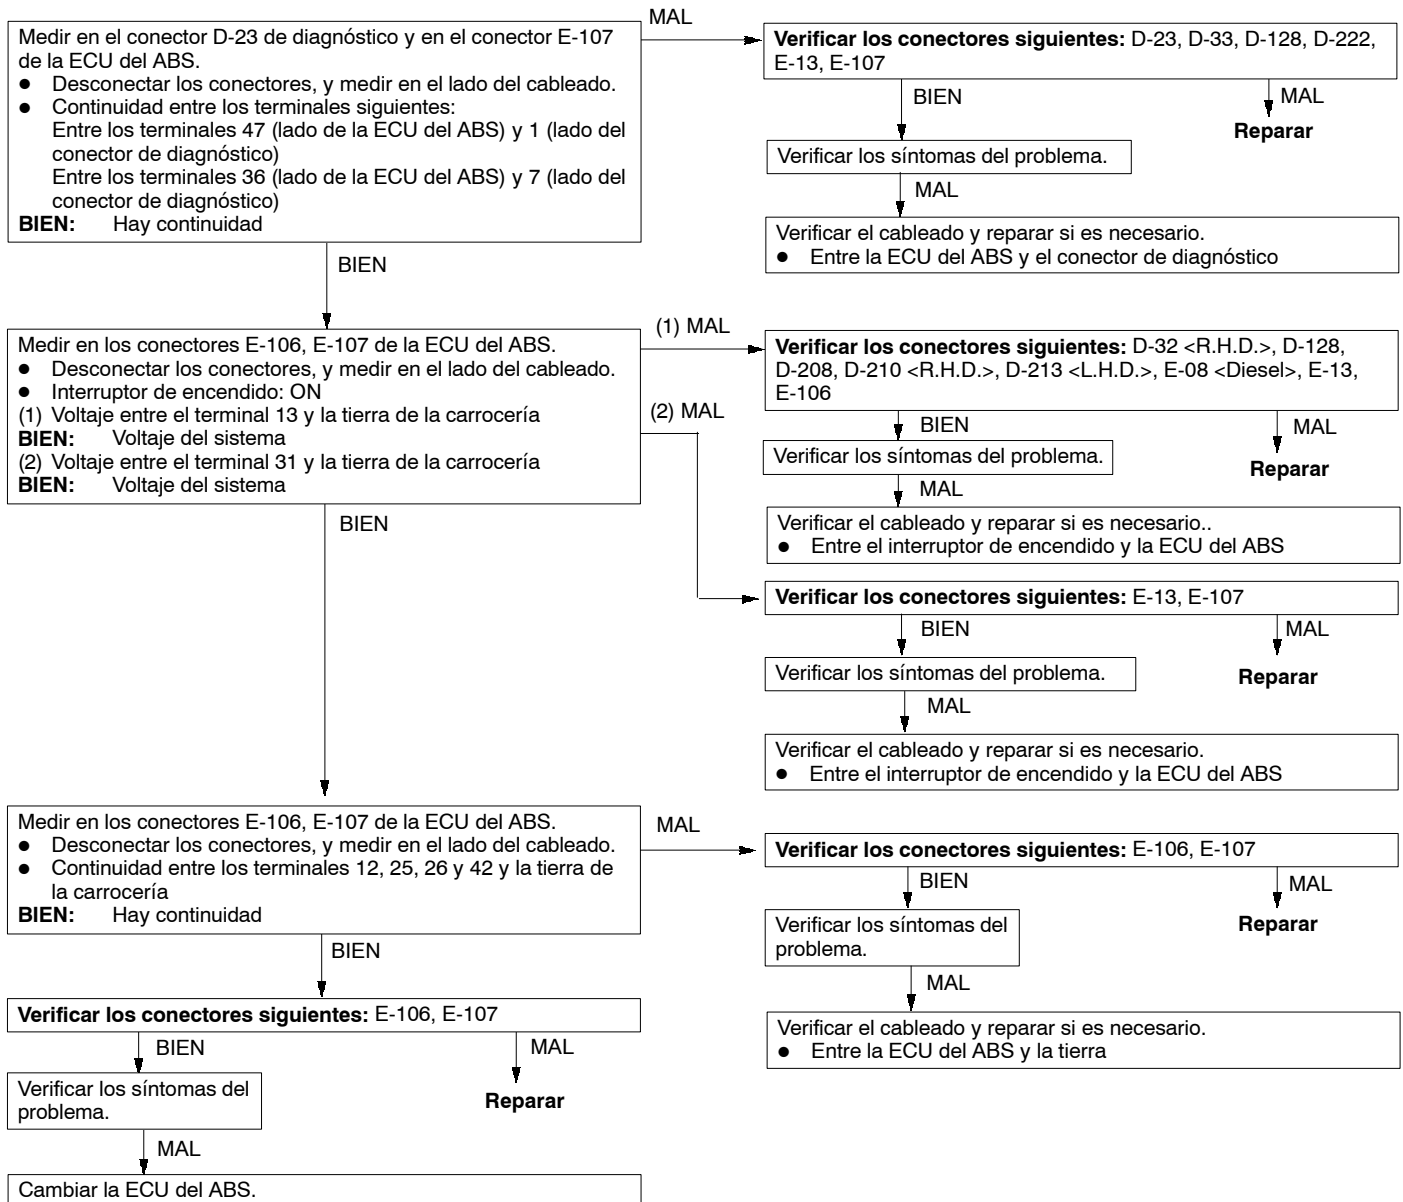 Medir en el conector D-23 de diagnóstico y en el conector E-107
de la ECU del ABS.
● Desconectar los conectores, y medir en el lado del cableado.
● Continuidad entre los terminales siguientes:
Entre los terminales 47 (lado de la ECU del ABS) y 1 (lado del
conector de diagnóstico)
Entre los terminales 36 (lado de la ECU del ABS) y 7 (lado del
conector de diagnóstico)
BIEN: Hay continuidad
MAL
Verificar los conectores siguientes: D-23, D-33, D-128, D-222,
E-13, E-107
BIEN
MAL
Reparar
Verificar los síntomas del problema.
MAL
Verificar el cableado y reparar si es necesario.
● Entre la ECU del ABS y el conector de diagnóstico
BIEN
Medir en los conectores E-106, E-107 de la ECU del ABS.
● Desconectar los conectores, y medir en el lado del cableado.
● Interruptor de encendido: ON
(1) Voltaje entre el terminal 13 y la tierra de la carrocería
BIEN: Voltaje del sistema
(2) Voltaje entre el terminal 31 y la tierra de la carrocería
BIEN: Voltaje del sistema
(1) MAL
Verificar los conectores siguientes: D-32 <R.H.D.>, D-128,
D-208, D-210 <R.H.D.>, D-213 <L.H.D.>, E-08 <Diesel>, E-13,
E-106
(2) MAL
BIEN
MAL
Reparar
Verificar los síntomas del problema.
MAL
Verificar el cableado y reparar si es necesario..
● Entre el interruptor de encendido y la ECU del ABS
Verificar los conectores siguientes: E-13, E-107
BIEN
MAL
Reparar
Verificar los síntomas del problema.
MAL
Verificar el cableado y reparar si es necesario.
● Entre el interruptor de encendido y la ECU del ABS
BIEN
Medir en los conectores E-106, E-107 de la ECU del ABS.
● Desconectar los conectores, y medir en el lado del cableado.
● Continuidad entre los terminales 12, 25, 26 y 42 y la tierra de
la carrocería
BIEN: Hay continuidad
MAL
Verificar los conectores siguientes: E-106, E-107
BIEN
MAL
Reparar
Verificar los síntomas del
problema.
MAL
Verificar el cableado y reparar si es necesario.
● Entre la ECU del ABS y la tierra
BIEN
Verificar los conectores siguientes: E-106, E-107
BIEN
MAL
Reparar
Verificar los síntomas del
problema.
MAL
Cambiar la ECU del ABS.